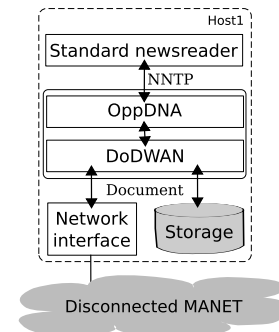 Host1
Standard newsreader
NNTP
OppDNA
DoDWAN
Document
Network
interface
Storage
Disconnected MANET